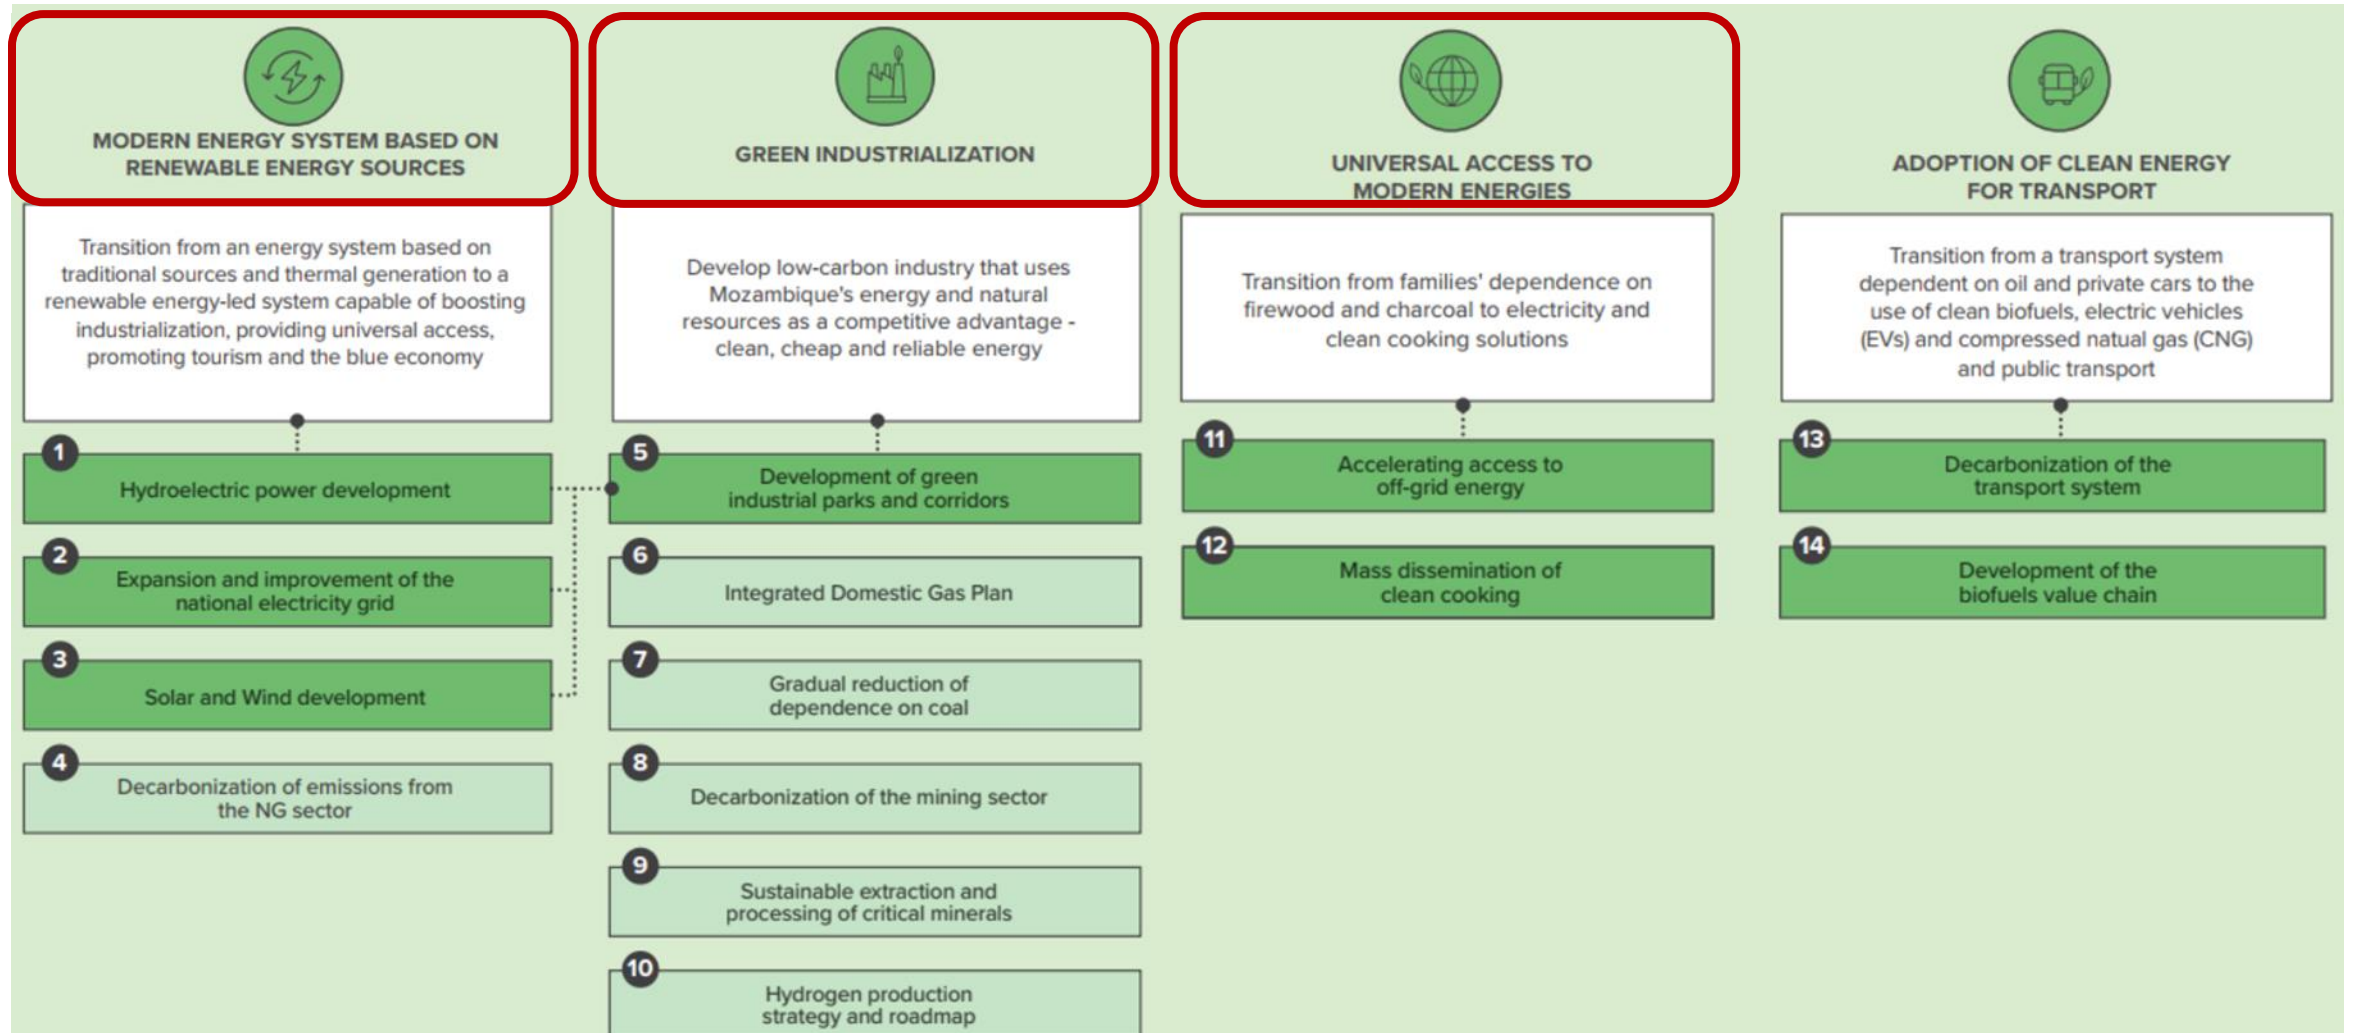 MODERN ENERGY SYSTEM BASED ON
RENEWABLE ENERGY SOURCES
Transition from an energy system based on
traditional sources and thermal generation to a
renewable energy-led system capable of boosting
industrialization, providing universal access,
promoting tourism and the blue economy
1
Hydroelectric power development
2
Expansion and improvement of the
national electricity grid
3
Solar and Wind development
4
Decarbonization of emissions from
the NG sector
GREEN INDUSTRIALIZATION
Develop low-carbon industry that uses
Mozambique's energy and natural
resources as a competitive advantage -
clean, cheap and reliable energy
5
Development of green
industrial parks and corridors
6
Integrated Domestic Gas Plan
7
Gradual reduction of
dependence on coal
8
Decarbonization of the mining sector
9
Sustainable extraction and
processing of critical minerals
10
Hydrogen production
strategy and roadmap
UNIVERSAL ACCESS TO
MODERN ENERGIES
Transition from families' dependence on
firewood and charcoal to electricity and
clean cooking solutions
11
Accelerating access to
off-grid energy
12
Mass dissemination of
clean cooking
ADOPTION OF CLEAN ENERGY
FOR TRANSPORT
Transition from a transport system
dependent on oil and private cars to the
use of clean biofuels, electric vehicles
(EVs) and compressed natual gas (CNG)
and public transport
13
Decarbonization of the
transport system
14
Development of the
biofuels value chain